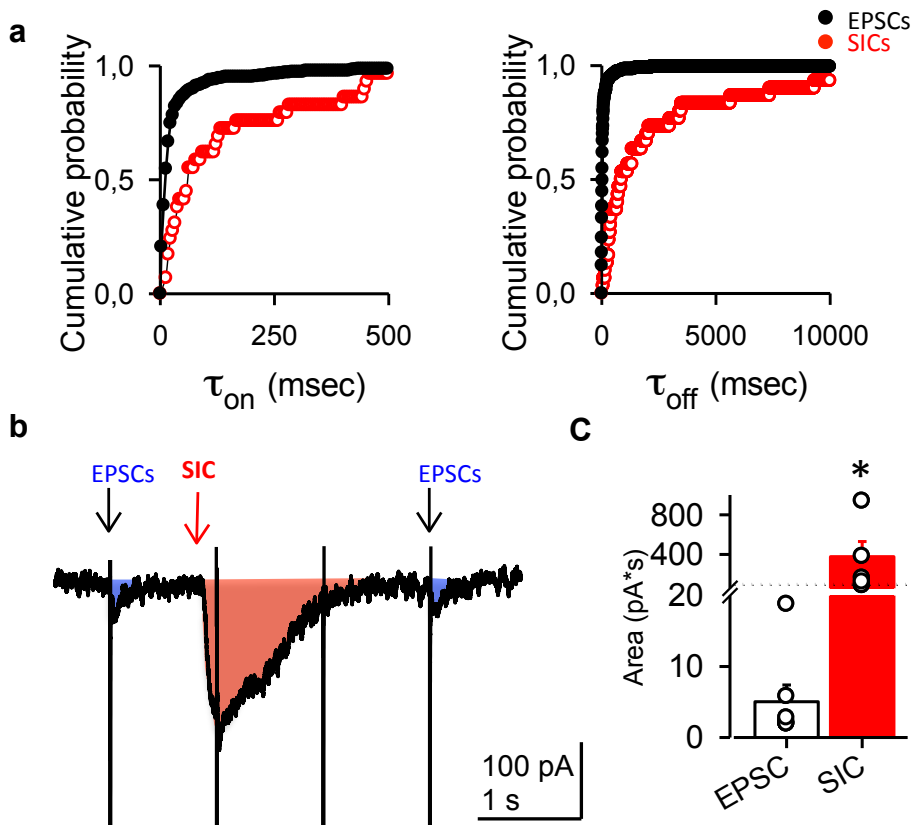 a
EPSCs
SICs
Cumulative probability
1,0
0,5
0,0
0
250
500
τon (msec)
Cumulative probability
1,0
0,5
0,0
0
5000
10000
τoff (msec)
b
EPSCs
SIC
EPSCs
100 pA
1 s
C
*
Area (pA*s)
800
400
20
20
10
0
EPSC
SIC